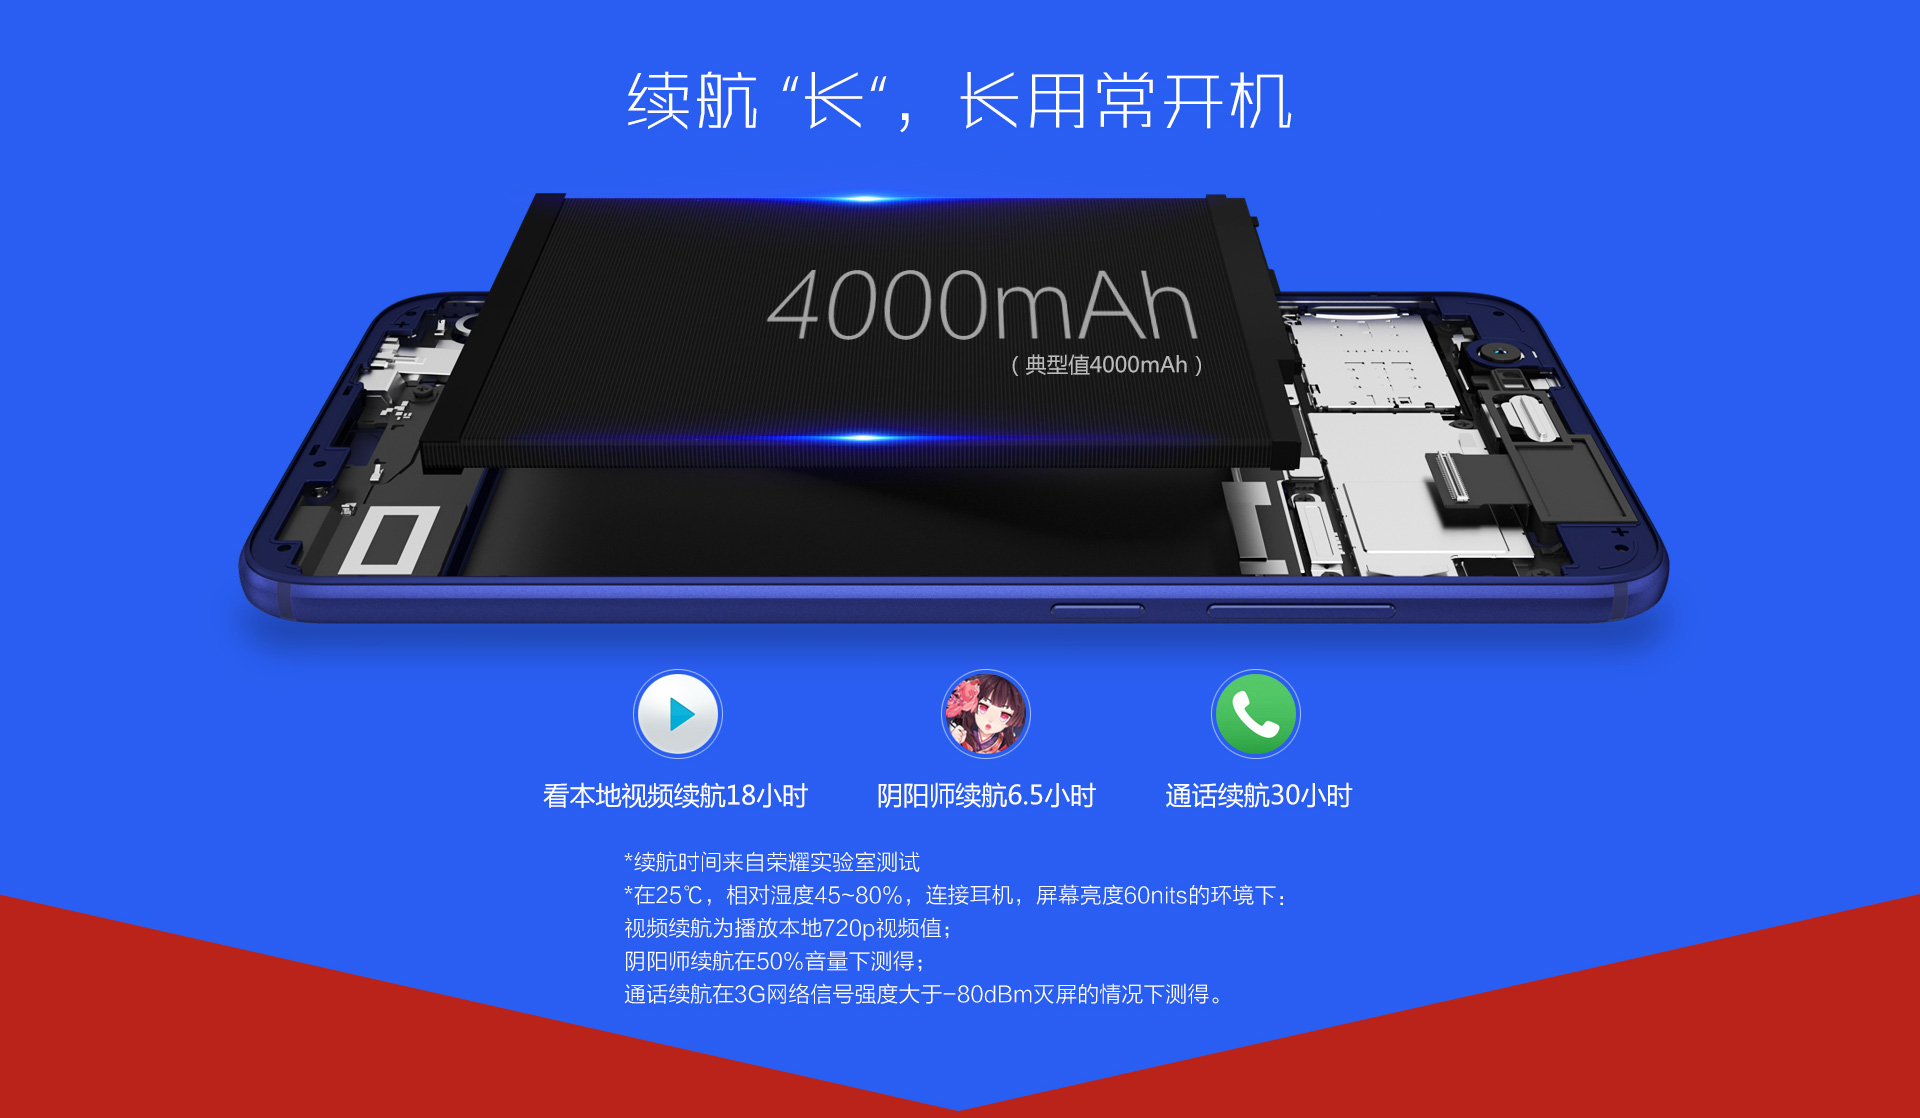 续航 “长“，长用常开机
4000mAh
（典型值4000mAh）
看本地视频续航18小时
阴阳师续航6.5小时
通话续航30小时
*续航时间来自荣耀实验室测试
*在25℃，相对湿度45~80%，连接耳机，屏幕亮度60nits的环境下：
视频续航为播放本地720p视频值；
阴阳师续航在50%音量下测得；
通话续航在3G网络信号强度大于-80dBm灭屏的情况下测得。